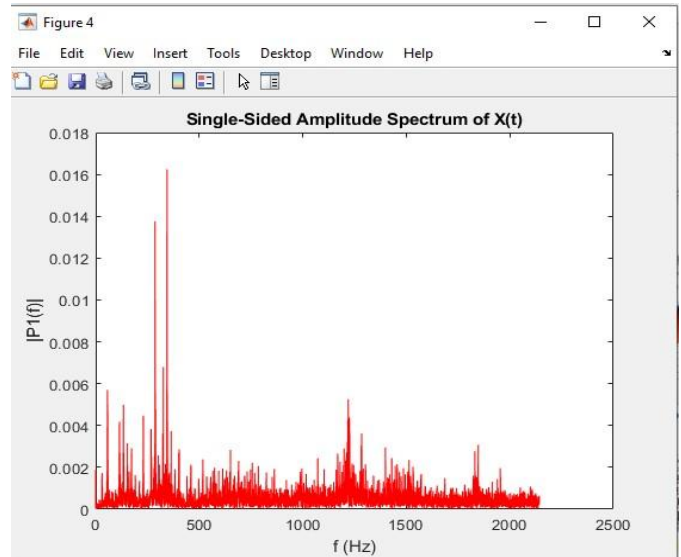 Figure 4
File Edit View Insert Tools Desktop Window Help
Single-Sided Amplitude Spectrum of X(t)
0.018
0.016
0.014
0.012
0.01
0.008
0.006
0.004
0.002
0
|P1(f)|
0 500 1000 1500 2000 2500
f (Hz)